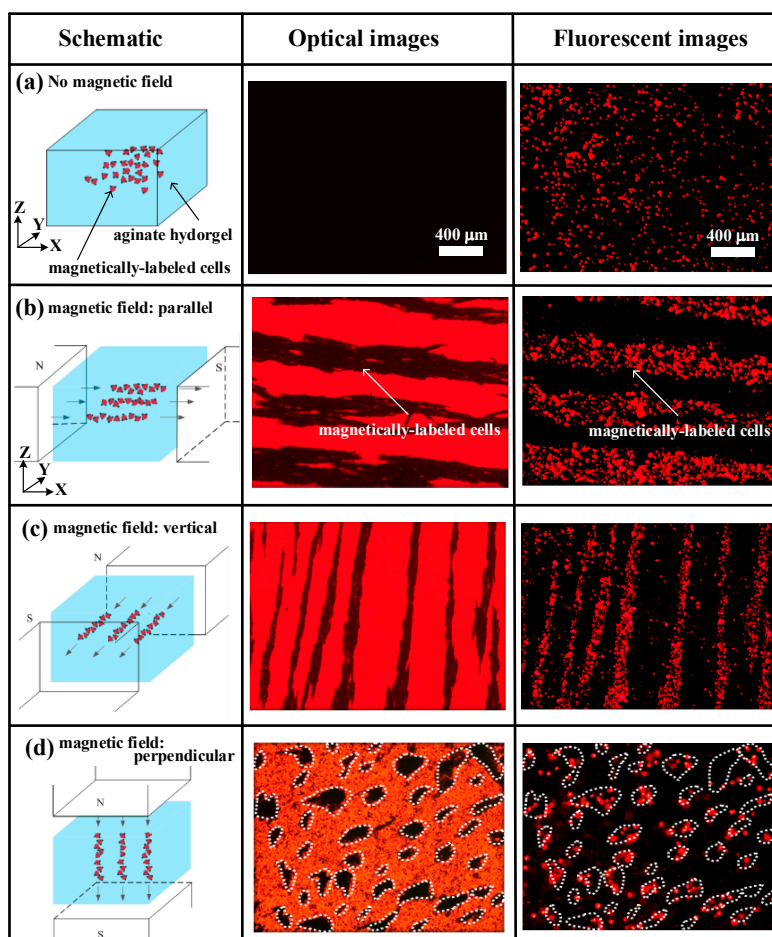 Schematic
Optical images
Fluorescent images
(a) No magnetic field
Z
Y
X
aginate hydorgel
magnetically-labeled cells
400 μm
400 μm
(b) magnetic field: parallel
N
S
Z
Y
X
magnetically-labeled cells
magnetically-labeled cells
(c) magnetic field: vertical
N
S
(d) magnetic field:
perpendicular
N
S